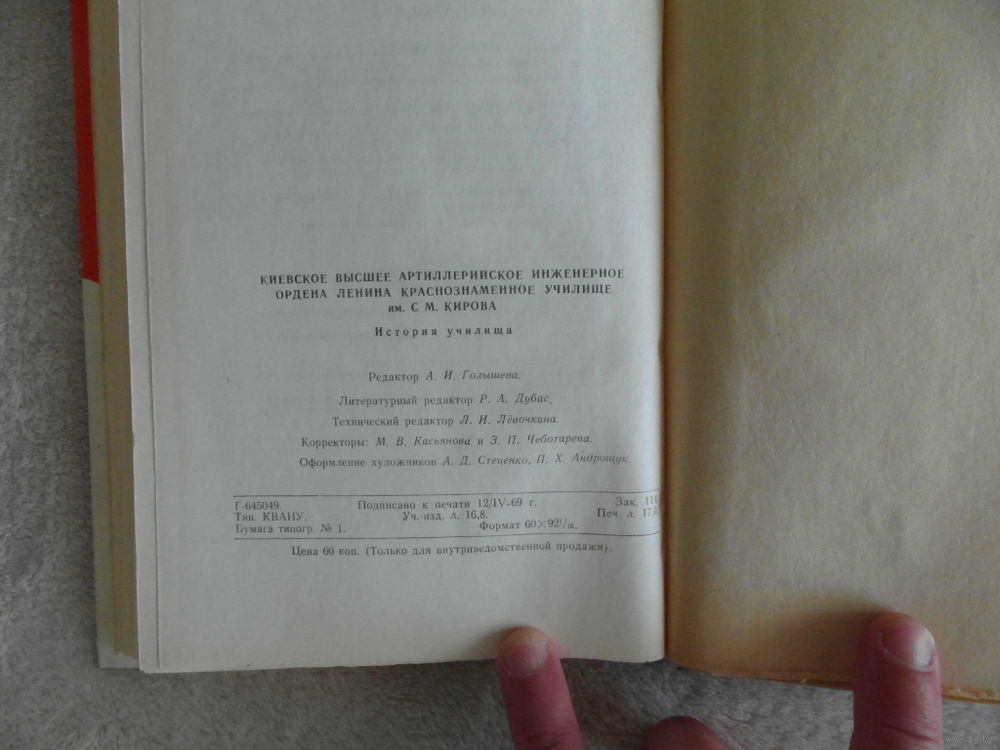 КИЕВСКОЕ ВЫСШЕЕ АРТИЛЛЕРИЙСКОЕ ИНЖЕНЕРНОЕ
ОРДЕНА ЛЕНИНА КРАСНОЗНАМЕННОЕ УЧИЛИЩЕ
им. С М. КИРОВА
История училища
Редактор А. И. Голышева.
Литературный редактор Р. А. Дубас.
Технический редактор Л. И. Лёвочкина.
Корректоры: М. В. Касьянова и З. П. Чеботарева.
Оформление художников А. Д. Стеценко, П. Х. Андрощук.
Г-645049. Подписано к печати 12/IV-69 г. Зак.
Тип. КВАИУ. Уч.-изд. л. 16,8. Печ. л.
Бумага типогр. № 1. Формат 60×92¹/₁₆.
Цена 60 коп. (Только для внутриведомственной продажи).